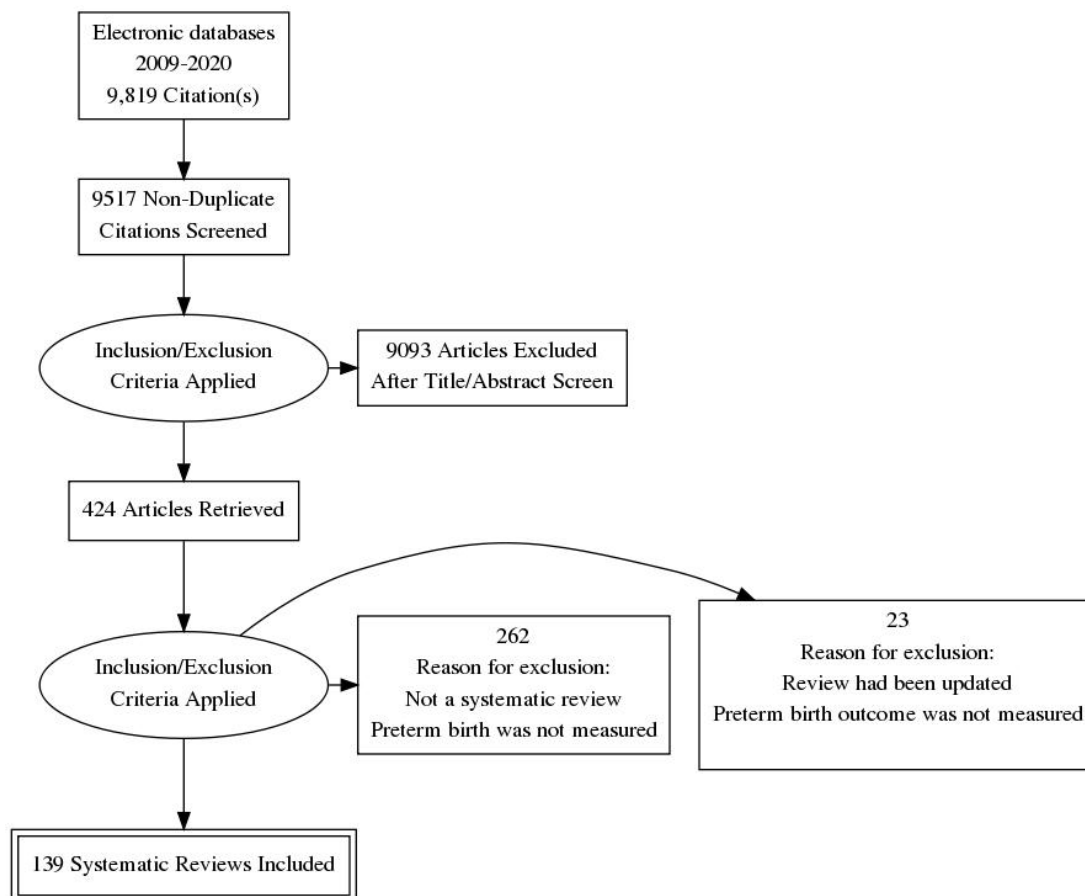 Electronic databases
2009-2020
9,819 Citation(s)
9517 Non-Duplicate
Citations Screened
Inclusion/Exclusion
Criteria Applied
9093 Articles Excluded
After Title/Abstract Screen
424 Articles Retrieved
Inclusion/Exclusion
Criteria Applied
262
Reason for exclusion:
Not a systematic review
Preterm birth was not measured
23
Reason for exclusion:
Review had been updated
Preterm birth outcome was not measured
139 Systematic Reviews Included